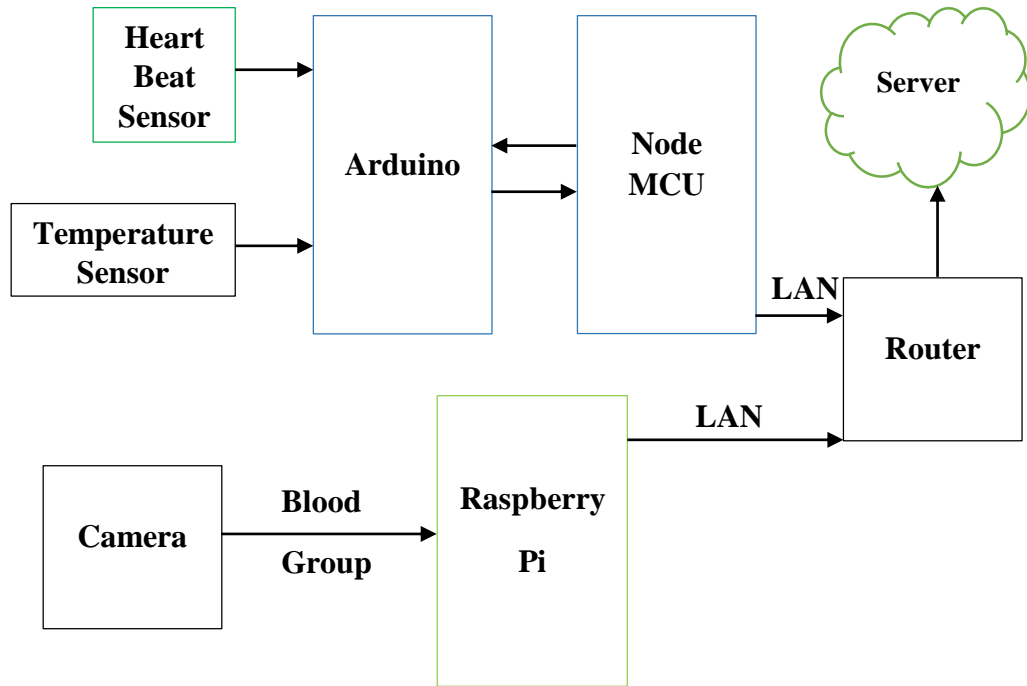 Heart
Beat
Sensor
Arduino
Node
MCU
Server
Temperature
Sensor
LAN
Router
LAN
Camera
Blood
Group
Raspberry
Pi